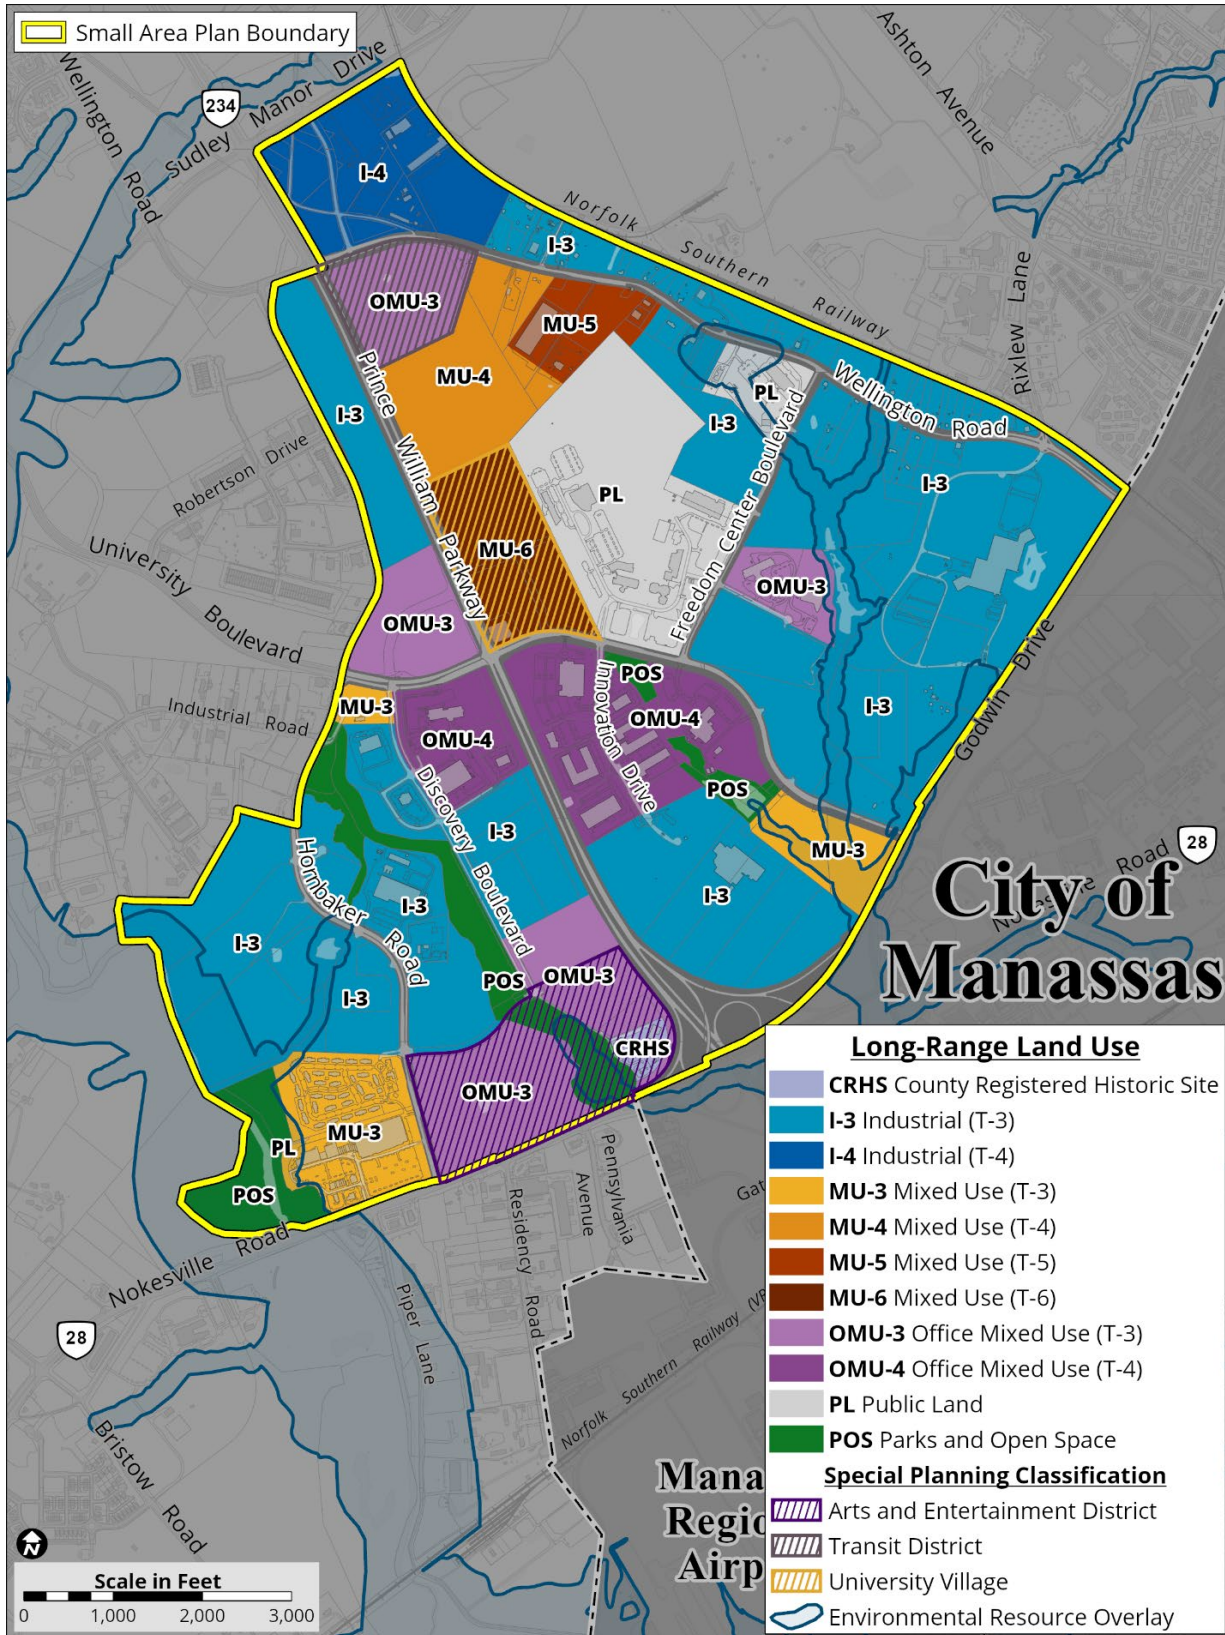 Small Area Plan Boundary
Wellington Road
234
Sudley Manor Drive
Ashton Avenue
I-4
Norfolk Southern Railway
I-3
Rixlew Lane
OMU-3
MU-5
Prince William Parkway
MU-4
PL
Wellington Road
I-3
I-3
Robertson Drive
Freedom Center Boulevard
I-3
PL
University Boulevard
MU-6
OMU-3
OMU-3
Godwin Drive
Industrial Road
MU-3
Innovation Drive
POS
OMU-4
I-3
OMU-4
Discovery Boulevard
POS
I-3
MU-3
28
Nokesville Road
City of
Manassas
Hornbaker Road
I-3
I-3
I-3
I-3
POS
OMU-3
CRHS
OMU-3
MU-3
PL
POS
Nokesville Road
28
Residency Road
Pennsylvania Avenue
Piper Lane
Norfolk Southern Railway (VR
Bristow Road
Mana
Regio
Airp
N
Scale in Feet
0 1,000 2,000 3,000
Long-Range Land Use
CRHS County Registered Historic Site
I-3 Industrial (T-3)
I-4 Industrial (T-4)
MU-3 Mixed Use (T-3)
MU-4 Mixed Use (T-4)
MU-5 Mixed Use (T-5)
MU-6 Mixed Use (T-6)
OMU-3 Office Mixed Use (T-3)
OMU-4 Office Mixed Use (T-4)
PL Public Land
POS Parks and Open Space
Special Planning Classification
Arts and Entertainment District
Transit District
University Village
Environmental Resource Overlay